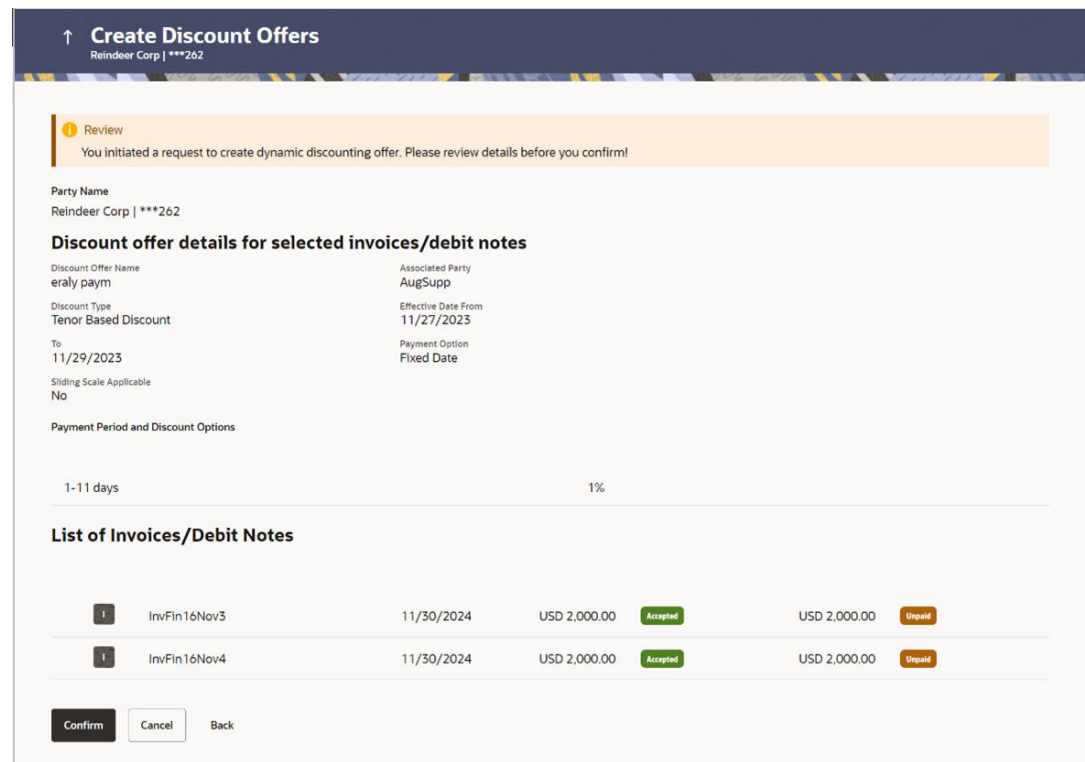 ↑ Create Discount Offers
Reindeer Corp | ***262
Review
You initiated a request to create dynamic discounting offer. Please review details before you confirm!
Party Name
Reindeer Corp | ***262
Discount offer details for selected invoices/debit notes
Discount Offer Name
eraly paym
Associated Party
AugSupp
Discount Type
Tenor Based Discount
Effective Date From
11/27/2023
To
11/29/2023
Payment Option
Fixed Date
Sliding Scale Applicable
No
Payment Period and Discount Options
1-11 days 1%
List of Invoices/Debit Notes
I InvFin16Nov3 11/30/2024 USD 2,000.00 Accepted USD 2,000.00 Unpaid
I InvFin16Nov4 11/30/2024 USD 2,000.00 Accepted USD 2,000.00 Unpaid
Confirm Cancel Back